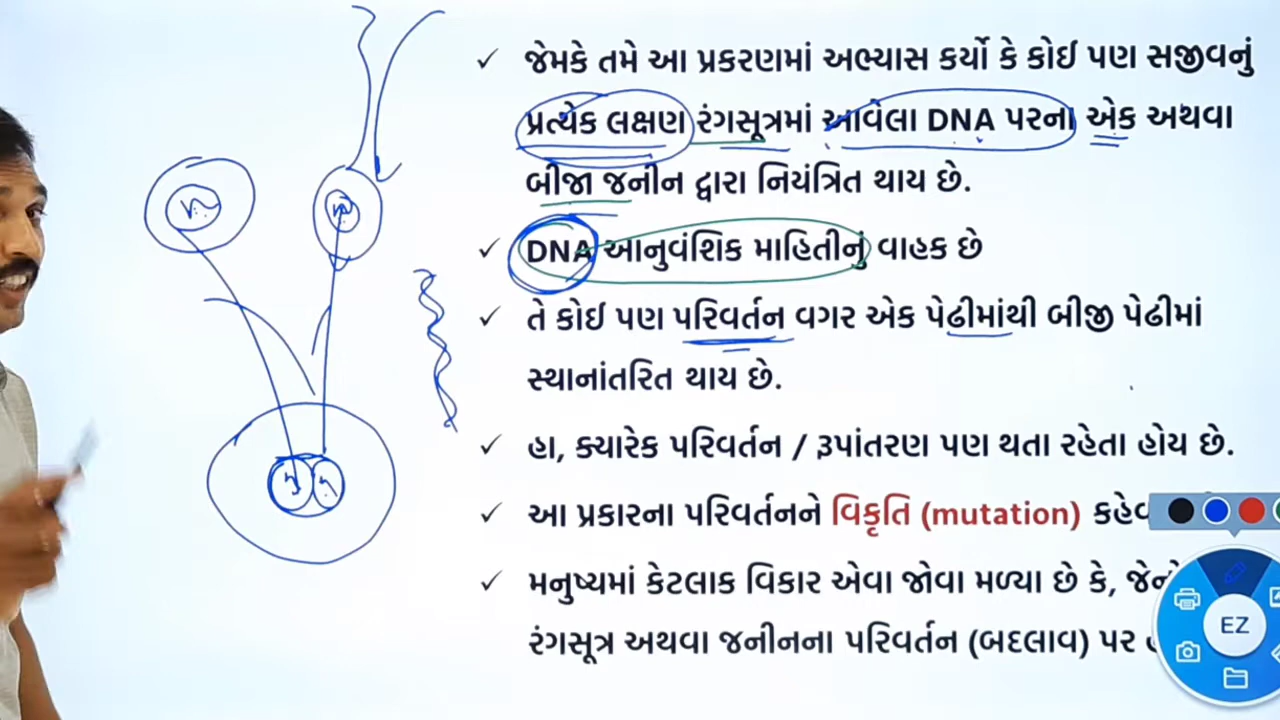 જેમકે તમે આ પ્રકરણમાં અભ્યાસ કર્યો કે કોઈ પણ સજીવનું
પ્રત્યેક લક્ષણ રંગસૂત્રમાં આવેલા DNA પરના એક અથવા
બીજા જનીન દ્વારા નિયંત્રિત થાય છે.
DNA આનુવંશિક માહિતીનું વાહક છે
તે કોઈ પણ પરિવર્તન વગર એક પેઢીમાંથી બીજી પેઢીમાં
સ્થાનાંતરિત થાય છે.
હા, ક્યારેક પરિવર્તન / રૂપાંતરણ પણ થતા રહેતા હોય છે.
આ પ્રકારના પરિવર્તનને વિકૃતિ (mutation)
મનુષ્યમાં કેટલાક વિકાર એવા જોવા મળ્યા છે કે,
રંગસૂત્ર અથવા જનીનના પરિવર્તન (બદલાવ) પર
EZ